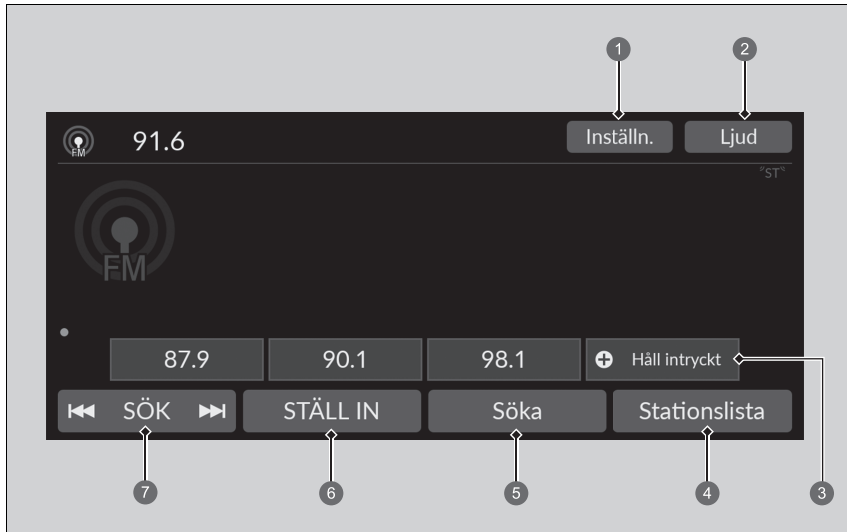 1
2
FM
91.6
Inställn.
Ljud
ST
FM
87.9
90.1
98.1
Håll intryckt
SÖK
STÄLL IN
Söka
Stationslista
7
6
5
4
3